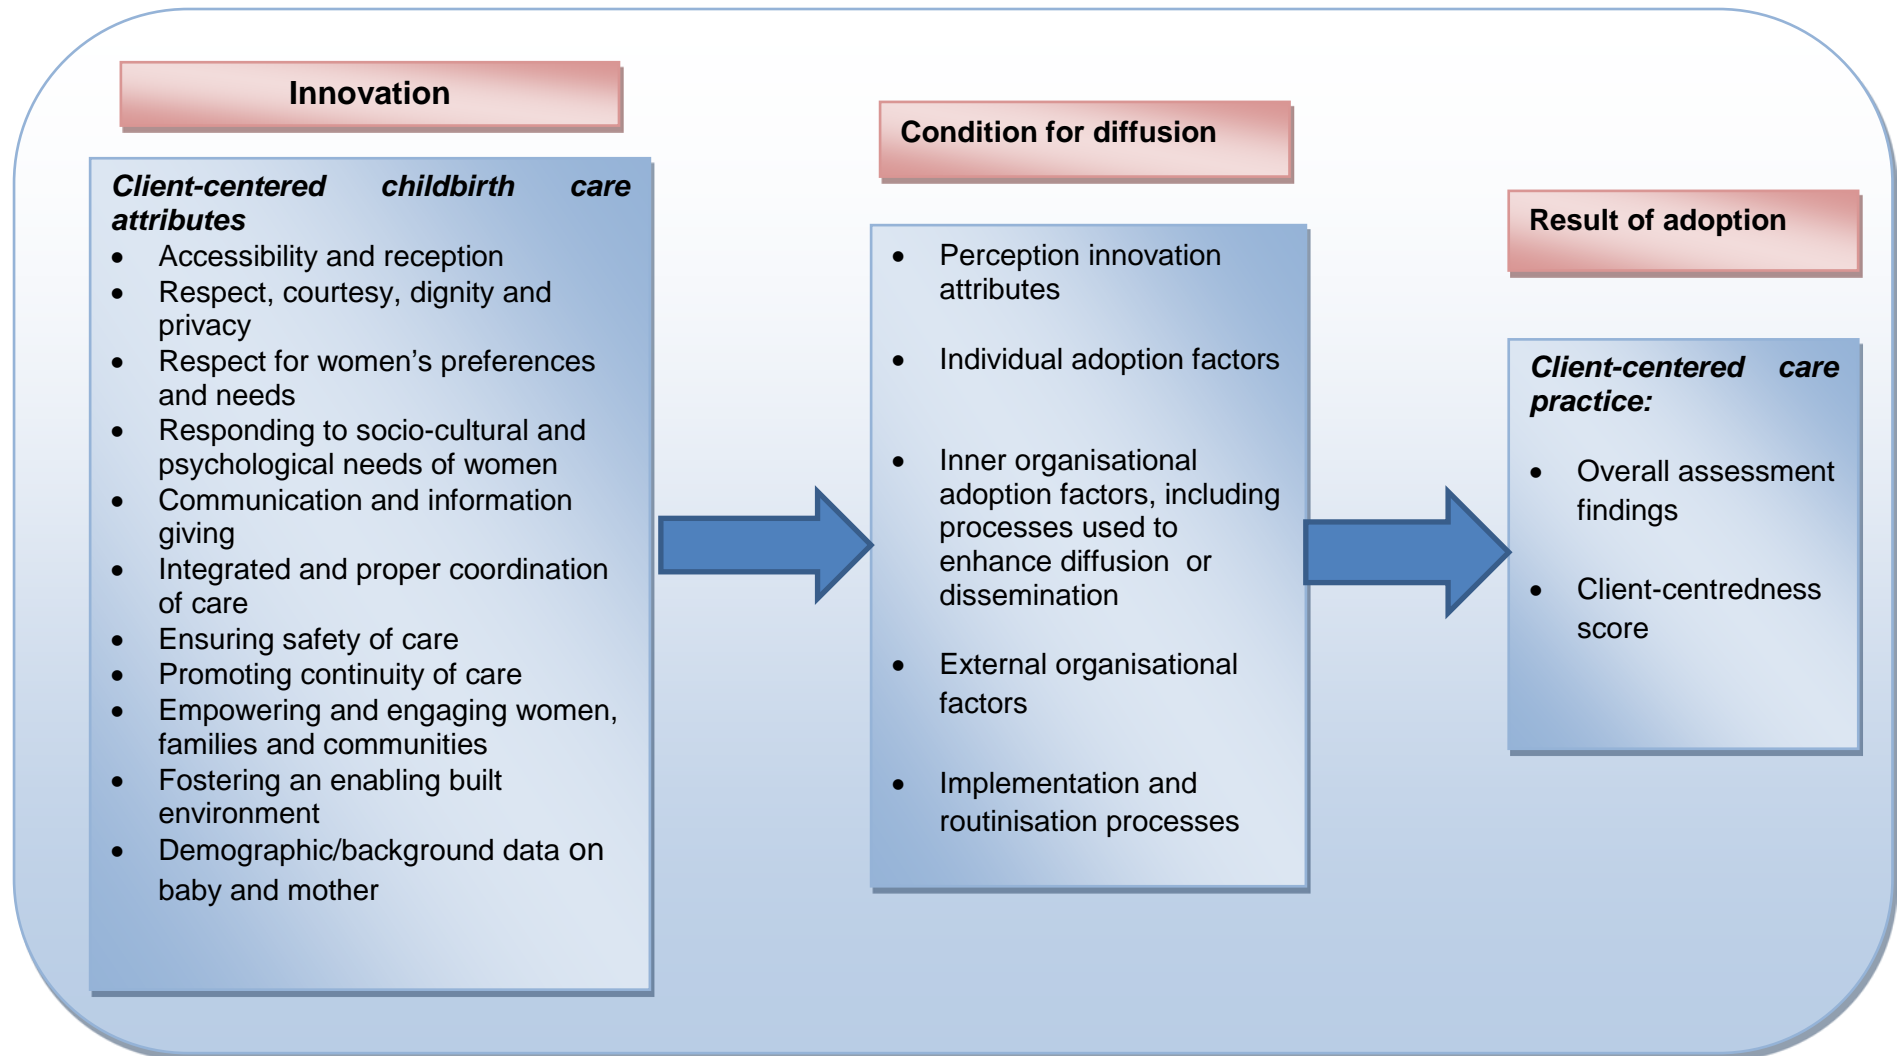 Innovation
Client-centered childbirth care
attributes
• Accessibility and reception
• Respect, courtesy, dignity and
privacy
• Respect for women’s preferences
and needs
• Responding to socio-cultural and
psychological needs of women
• Communication and information
giving
• Integrated and proper coordination
of care
• Ensuring safety of care
• Promoting continuity of care
• Empowering and engaging women,
families and communities
• Fostering an enabling built
environment
• Demographic/background data on
baby and mother
Condition for diffusion
• Perception innovation
attributes
• Individual adoption factors
• Inner organisational
adoption factors, including
processes used to
enhance diffusion or
dissemination
• External organisational
factors
• Implementation and
routinisation processes
Result of adoption
Client-centered care
practice:
• Overall assessment
findings
• Client-centredness
score